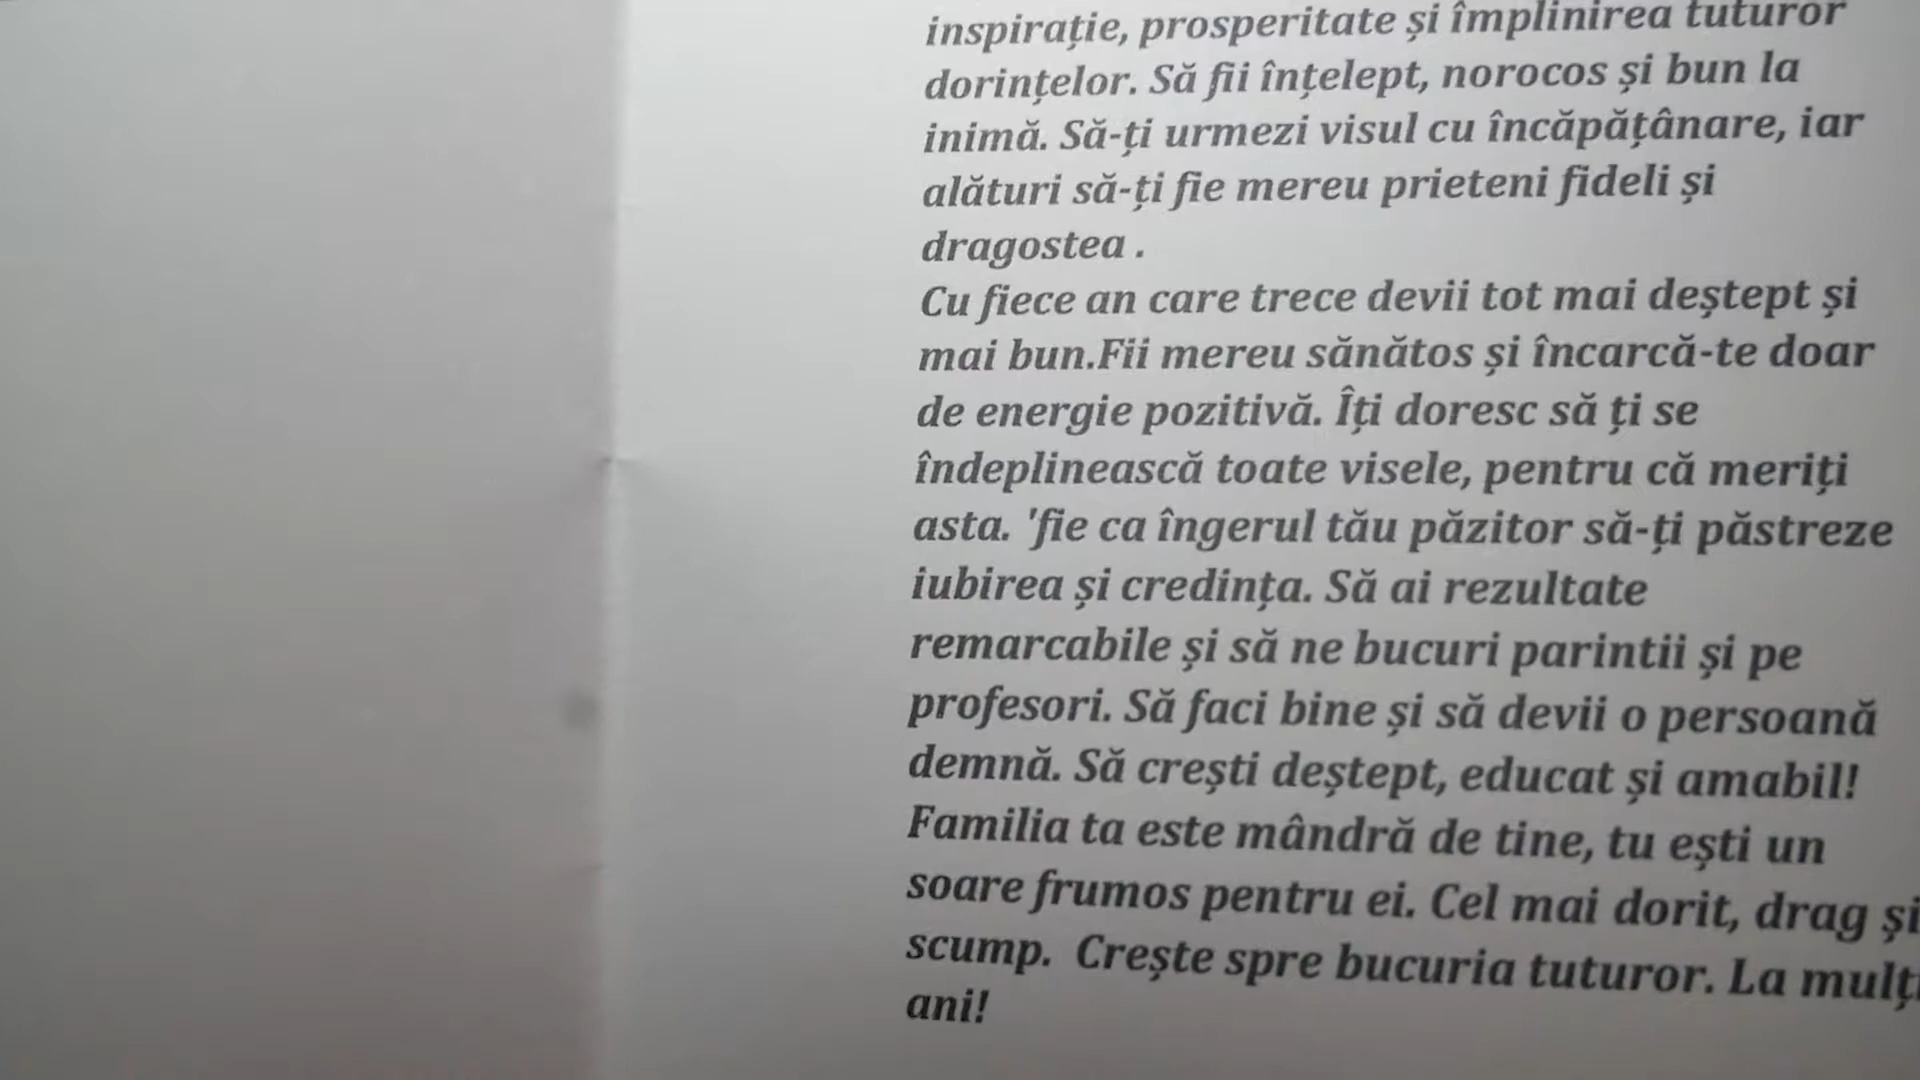 inspirație, prosperitate și împlinirea tuturor
dorințelor. Să fii înțelept, norocos și bun la
inimă. Să-ți urmezi visul cu încăpățânare, iar
alături să-ți fie mereu prieteni fideli și
dragostea .
Cu fiece an care trece devii tot mai deștept și
mai bun.Fii mereu sănătos și încarcă-te doar
de energie pozitivă. Îți doresc să ți se
îndeplinească toate visele, pentru că meriți
asta. 'fie ca îngerul tău păzitor să-ți păstreze
iubirea și credința. Să ai rezultate
remarcabile și să ne bucuri parintii și pe
profesori. Să faci bine și să devii o persoană
demnă. Să crești deștept, educat și amabil!
Familia ta este mândră de tine, tu ești un
soare frumos pentru ei. Cel mai dorit, drag și
scump.  Crește spre bucuria tuturor. La mulți
ani!